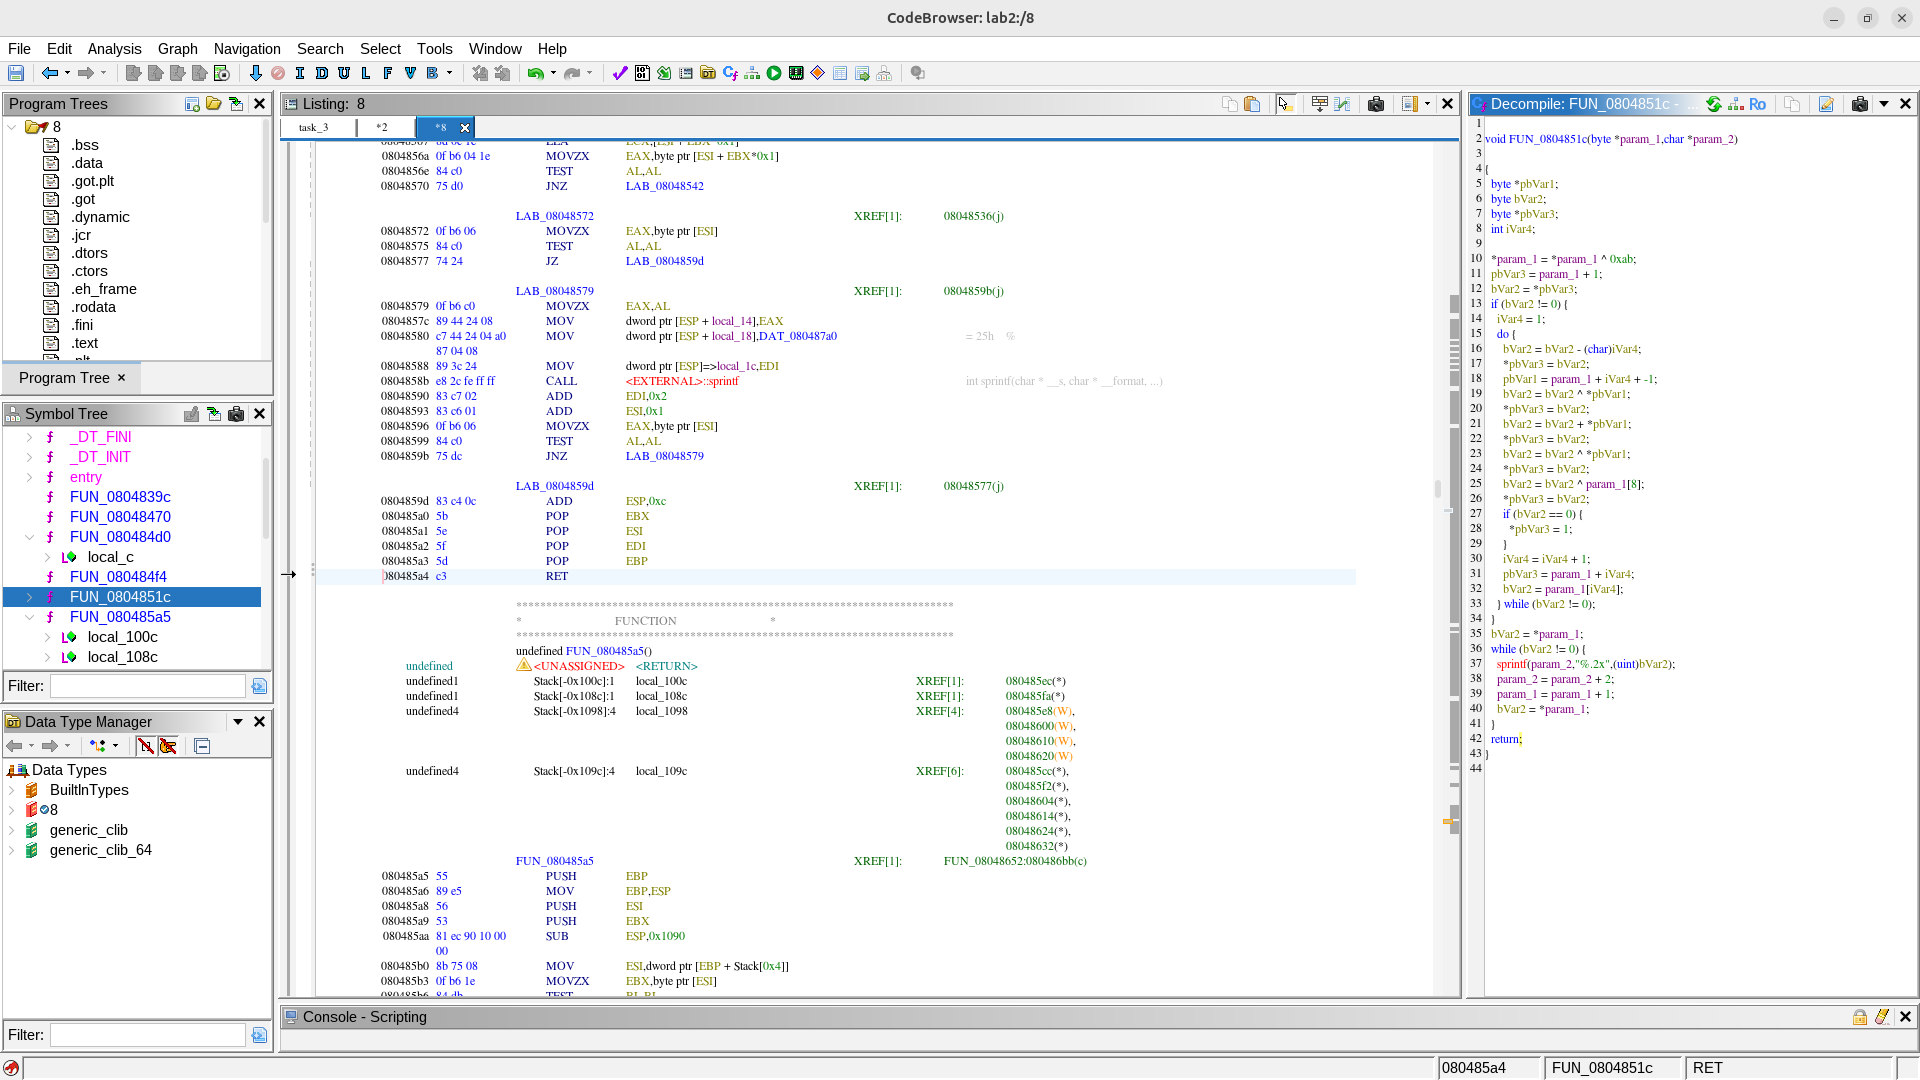 CodeBrowser: lab2:/8
File Edit Analysis Graph Navigation Search Select Tools Window Help
I D U L F V B
Program Trees
8
.bss
.data
.got.plt
.got
.dynamic
.jcr
.dtors
.ctors
.eh_frame
.rodata
.fini
.text
.plt
Program Tree ×
Symbol Tree
_DT_FINI
_DT_INIT
entry
FUN_0804839c
FUN_08048470
FUN_080484d0
local_c
FUN_080484f4
FUN_0804851c
FUN_080485a5
local_100c
local_108c
Filter:
Data Type Manager
Data Types
BuiltInTypes
8
generic_clib
generic_clib_64
Filter:
Listing: 8
task_3 *2 *8
0804856a 0f b6 04 1e MOVZX EAX,byte ptr [ESI + EBX*0x1]
0804856e 84 c0 TEST AL,AL
08048570 75 d0 JNZ LAB_08048542
LAB_08048572 XREF[1]: 08048536(j)
08048572 0f b6 06 MOVZX EAX,byte ptr [ESI]
08048575 84 c0 TEST AL,AL
08048577 74 24 JZ LAB_0804859d
LAB_08048579 XREF[1]: 0804859b(j)
08048579 0f b6 c0 MOVZX EAX,AL
0804857c 89 44 24 08 MOV dword ptr [ESP + local_14],EAX
08048580 c7 44 24 04 a0 MOV dword ptr [ESP + local_18],DAT_080487a0 = 25h %
87 04 08
08048588 89 3c 24 MOV dword ptr [ESP]=>local_1c,EDI
0804858b e8 2c fe ff ff CALL <EXTERNAL>::sprintf int sprintf(char * __s, char * __format, ...)
08048590 83 c7 02 ADD EDI,0x2
08048593 83 c6 01 ADD ESI,0x1
08048596 0f b6 06 MOVZX EAX,byte ptr [ESI]
08048599 84 c0 TEST AL,AL
0804859b 75 dc JNZ LAB_08048579
LAB_0804859d XREF[1]: 08048577(j)
0804859d 83 c4 0c ADD ESP,0xc
080485a0 5b POP EBX
080485a1 5e POP ESI
080485a2 5f POP EDI
080485a3 5d POP EBP
080485a4 c3 RET
**************************************************************
* FUNCTION *
**************************************************************
undefined FUN_080485a5()
undefined <UNASSIGNED> <RETURN>
undefined1 Stack[-0x100c]:1 local_100c XREF[1]: 080485ec(*)
undefined1 Stack[-0x108c]:1 local_108c XREF[1]: 080485fa(*)
undefined4 Stack[-0x1098]:4 local_1098 XREF[4]: 080485e8(W),
08048600(W),
08048610(W),
08048620(W)
undefined4 Stack[-0x109c]:4 local_109c XREF[6]: 080485cc(*),
080485f2(*),
08048604(*),
08048614(*),
08048624(*),
08048632(*)
FUN_080485a5 XREF[1]: FUN_08048652:080486bb(c)
080485a5 55 PUSH EBP
080485a6 89 e5 MOV EBP,ESP
080485a8 56 PUSH ESI
080485a9 53 PUSH EBX
080485aa 81 ec 90 10 00 SUB ESP,0x1090
00
080485b0 8b 75 08 MOV ESI,dword ptr [EBP + Stack[0x4]]
080485b3 0f b6 1e MOVZX EBX,byte ptr [ESI]
080485b6 84 db TEST BL,BL
Decompile: FUN_0804851c - ...
Ro
1
2 void FUN_0804851c(byte *param_1,char *param_2)
3
4 {
5 byte *pbVar1;
6 byte bVar2;
7 byte *pbVar3;
8 int iVar4;
9
10 *param_1 = *param_1 ^ 0xab;
11 pbVar3 = param_1 + 1;
12 bVar2 = *pbVar3;
13 if (bVar2 != 0) {
14 iVar4 = 1;
15 do {
16 bVar2 = bVar2 - (char)iVar4;
17 *pbVar3 = bVar2;
18 pbVar1 = param_1 + iVar4 + -1;
19 bVar2 = bVar2 ^ *pbVar1;
20 *pbVar3 = bVar2;
21 bVar2 = bVar2 + *pbVar1;
22 *pbVar3 = bVar2;
23 bVar2 = bVar2 ^ *pbVar1;
24 *pbVar3 = bVar2;
25 bVar2 = bVar2 ^ param_1[8];
26 *pbVar3 = bVar2;
27 if (bVar2 == 0) {
28 *pbVar3 = 1;
29 }
30 iVar4 = iVar4 + 1;
31 pbVar3 = param_1 + iVar4;
32 bVar2 = param_1[iVar4];
33 } while (bVar2 != 0);
34 }
35 bVar2 = *param_1;
36 while (bVar2 != 0) {
37 sprintf(param_2,"%.2x",(uint)bVar2);
38 param_2 = param_2 + 2;
39 param_1 = param_1 + 1;
40 bVar2 = *param_1;
41 }
42 return;
43 }
44
Console - Scripting
080485a4 FUN_0804851c RET